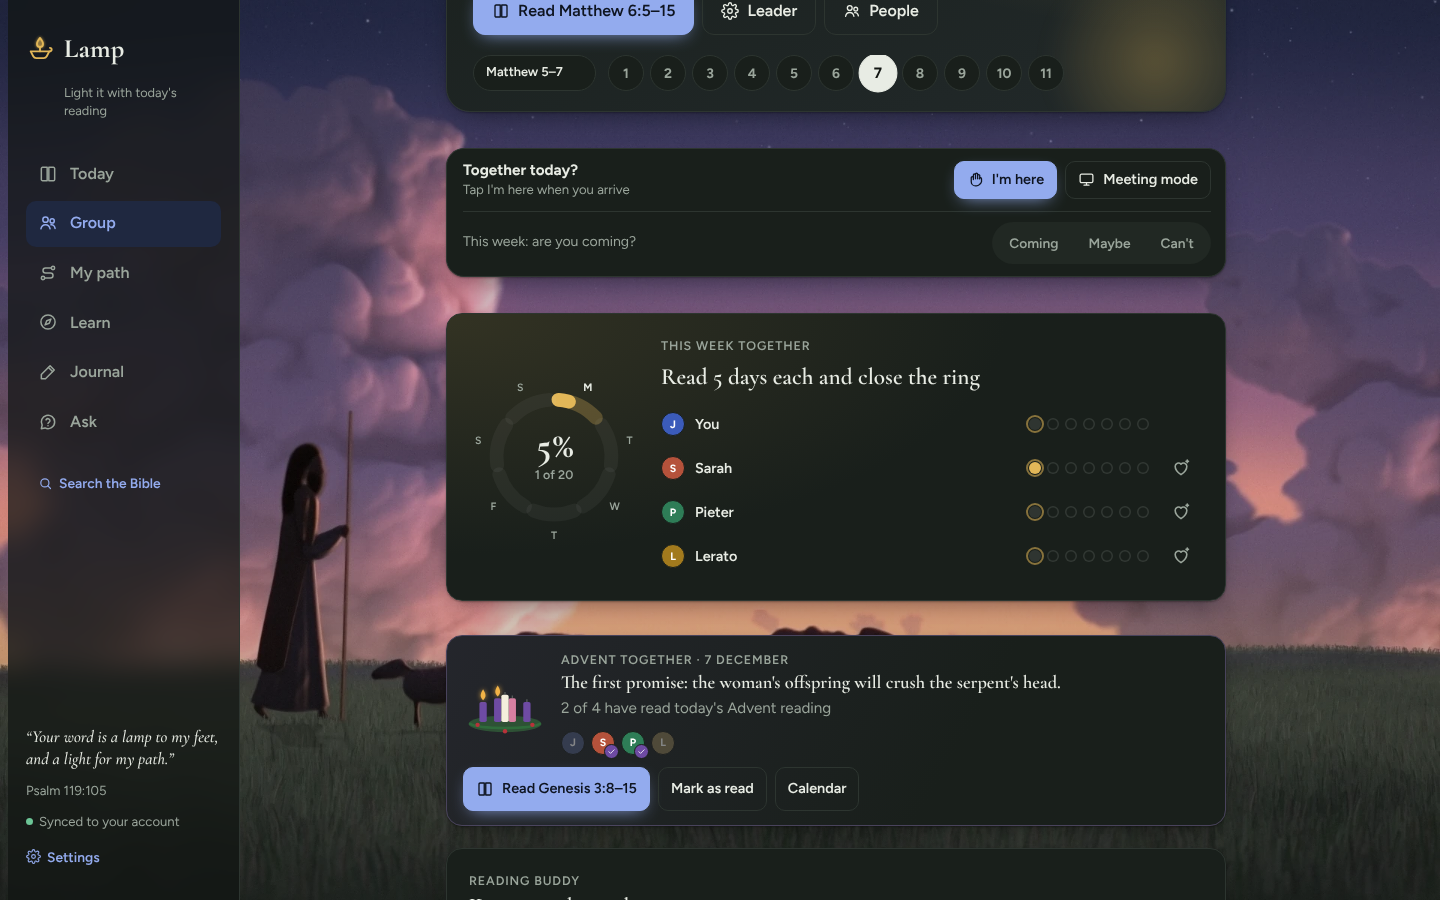 Lamp
Light it with today's
reading
Today
Group
My path
Learn
Journal
Ask
Search the Bible
“Your word is a lamp to my feet,
and a light for my path.”
Psalm 119:105
Synced to your account
Settings
Read Matthew 6:5–15
Leader
People
Matthew 5–7
1 2 3 4 5 6 7 8 9 10 11
Together today?
Tap I'm here when you arrive
I'm here
Meeting mode
This week: are you coming?
Coming Maybe Can't
S M T W T F S
5%
1 of 20
THIS WEEK TOGETHER
Read 5 days each and close the ring
J You
S Sarah
P Pieter
L Lerato
ADVENT TOGETHER · 7 DECEMBER
The first promise: the woman's offspring will crush the serpent's head.
2 of 4 have read today's Advent reading
J S P L
Read Genesis 3:8–15
Mark as read
Calendar
READING BUDDY